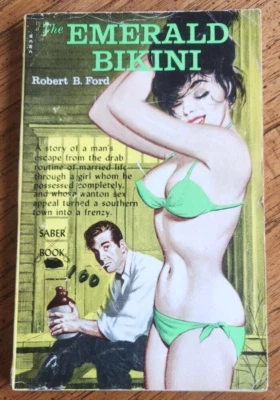 The EMERALD
BIKINI
Robert B. Ford
A story of a man's
escape from the drab
routine of married life
through a girl whom he
possessed completely,
and whose wanton sex
appeal turned a southern
town into a frenzy.
SABER
BOOK